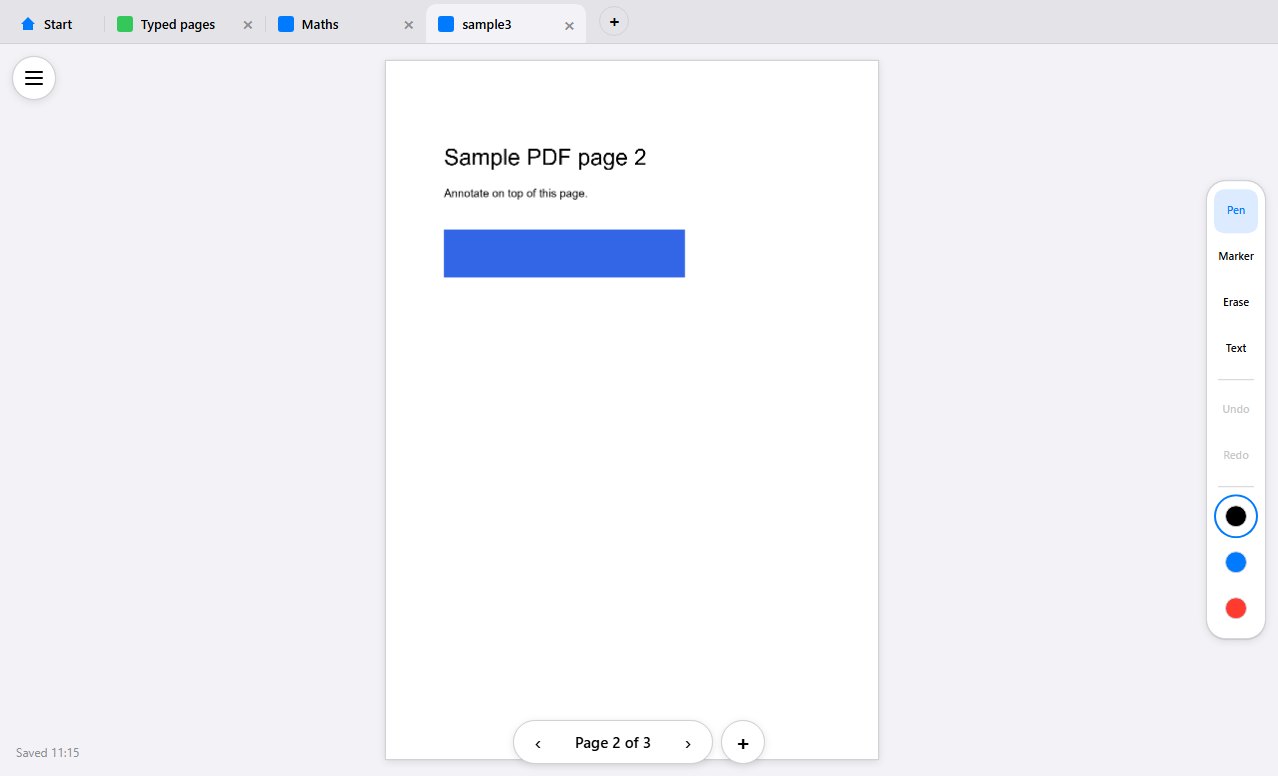 Start
Typed pages
Maths
sample3
+
Sample PDF page 2
Annotate on top of this page.
Pen
Marker
Erase
Text
Undo
Redo
‹ Page 2 of 3 › +
Saved 11:15